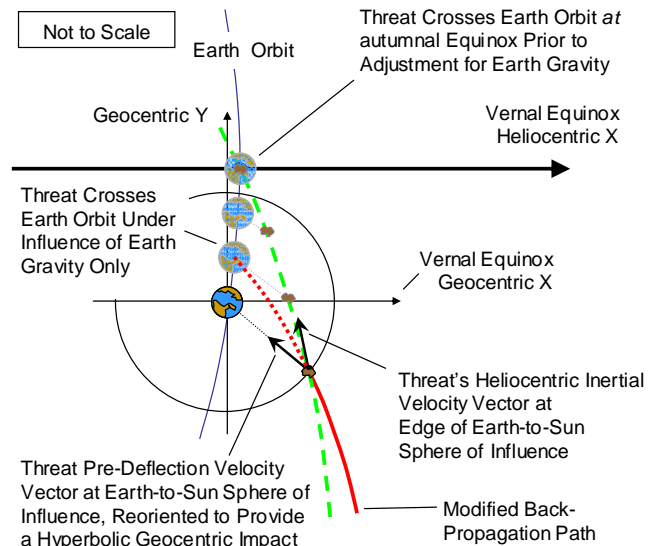 Not to Scale
Threat Crosses Earth Orbit at
autumnal Equinox Prior to
Adjustment for Earth Gravity
Earth Orbit
Geocentric Y
Vernal Equinox
Heliocentric X
Threat Crosses
Earth Orbit Under
Influence of Earth
Gravity Only
Vernal Equinox
Geocentric X
Threat's Heliocentric Inertial
Velocity Vector at
Edge of Earth-to-Sun
Sphere of Influence
Threat Pre-Deflection Velocity
Vector at Earth-to-Sun Sphere of
Influence, Reoriented to Provide
a Hyperbolic Geocentric Impact
Modified Back-
Propagation Path